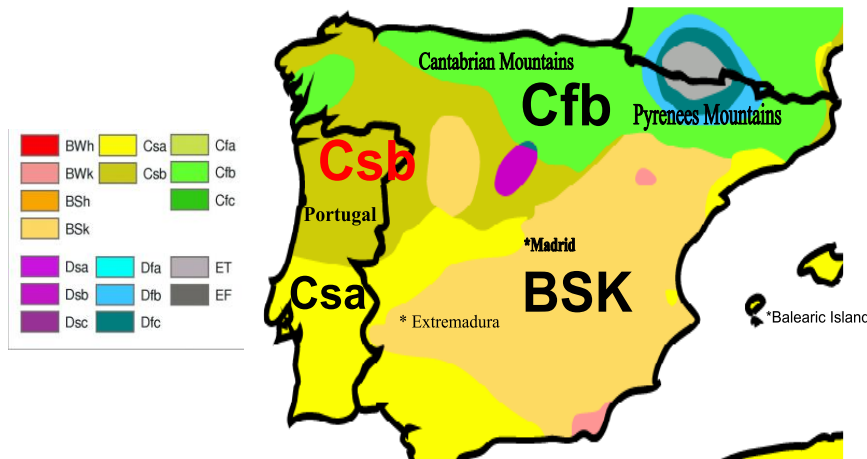 BWh
Csa
Cfa
BWk
Csb
Cfb
BSh
Cfc
BSk
Dsa
Dfa
ET
Dsb
Dfb
EF
Dsc
Dfc
Cantabrian Mountains
Cfb
Pyrenees Mountains
Csb
Portugal
*Madrid
Csa
BSK
* Extremadura
*Balearic Island